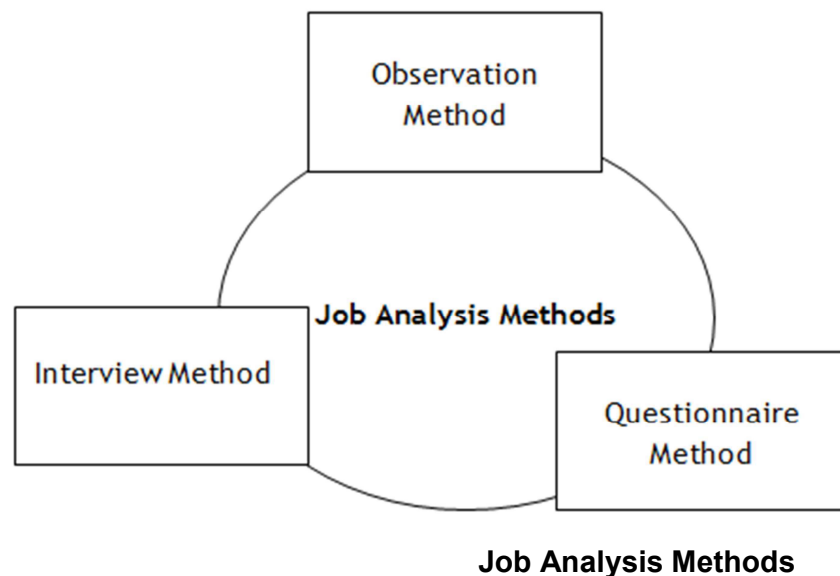 Observation
Method
Job Analysis Methods
Interview Method
Questionnaire
Method
Job Analysis Methods